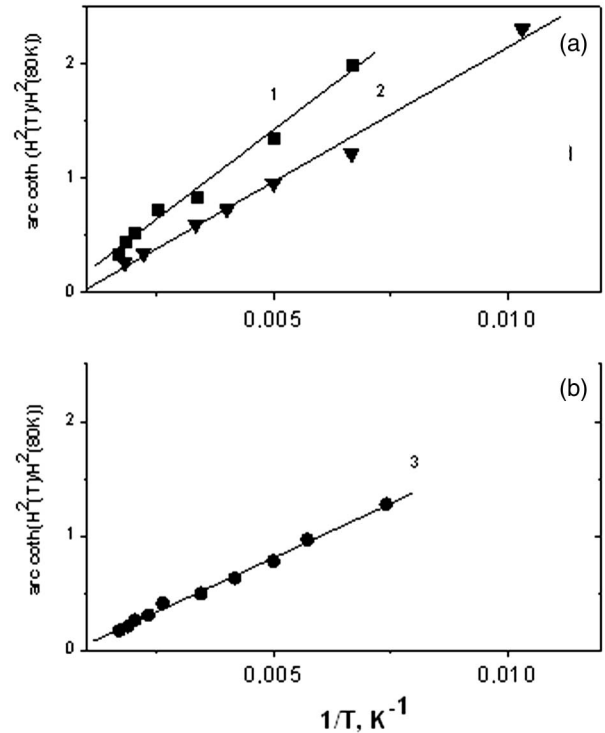 (a)
2
1
2
1
0
arc coth (H²(T)/H²(80K))
0.005
0.010
(b)
2
3
1
0
arc coth(H²(T)/H²(80K))
0.005
0.010
1/T, K⁻¹